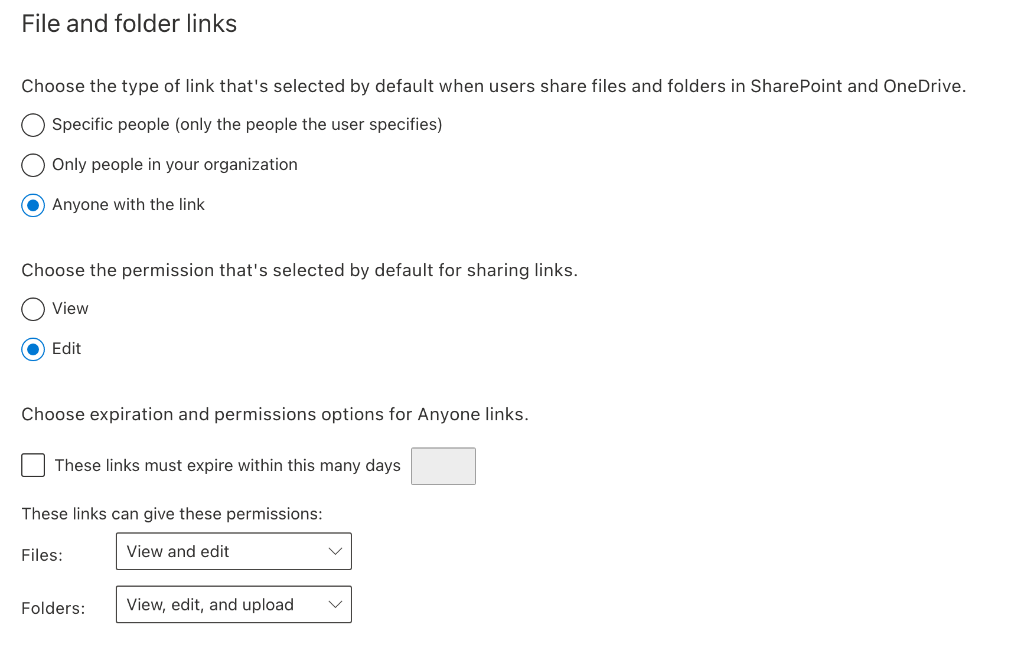 File and folder links
Choose the type of link that's selected by default when users share files and folders in SharePoint and OneDrive.
Specific people (only the people the user specifies)
Only people in your organization
Anyone with the link
Choose the permission that's selected by default for sharing links.
View
Edit
Choose expiration and permissions options for Anyone links.
These links must expire within this many days
These links can give these permissions:
Files: View and edit
Folders: View, edit, and upload